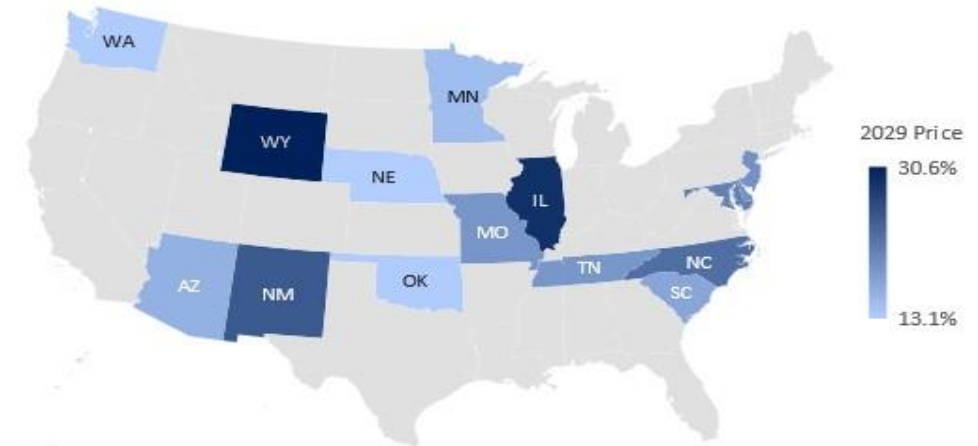 WA
MN
2029 Price
30.6%
WY
NE
IL
MO
NC
TN
OK
AZ
NM
SC
13.1%